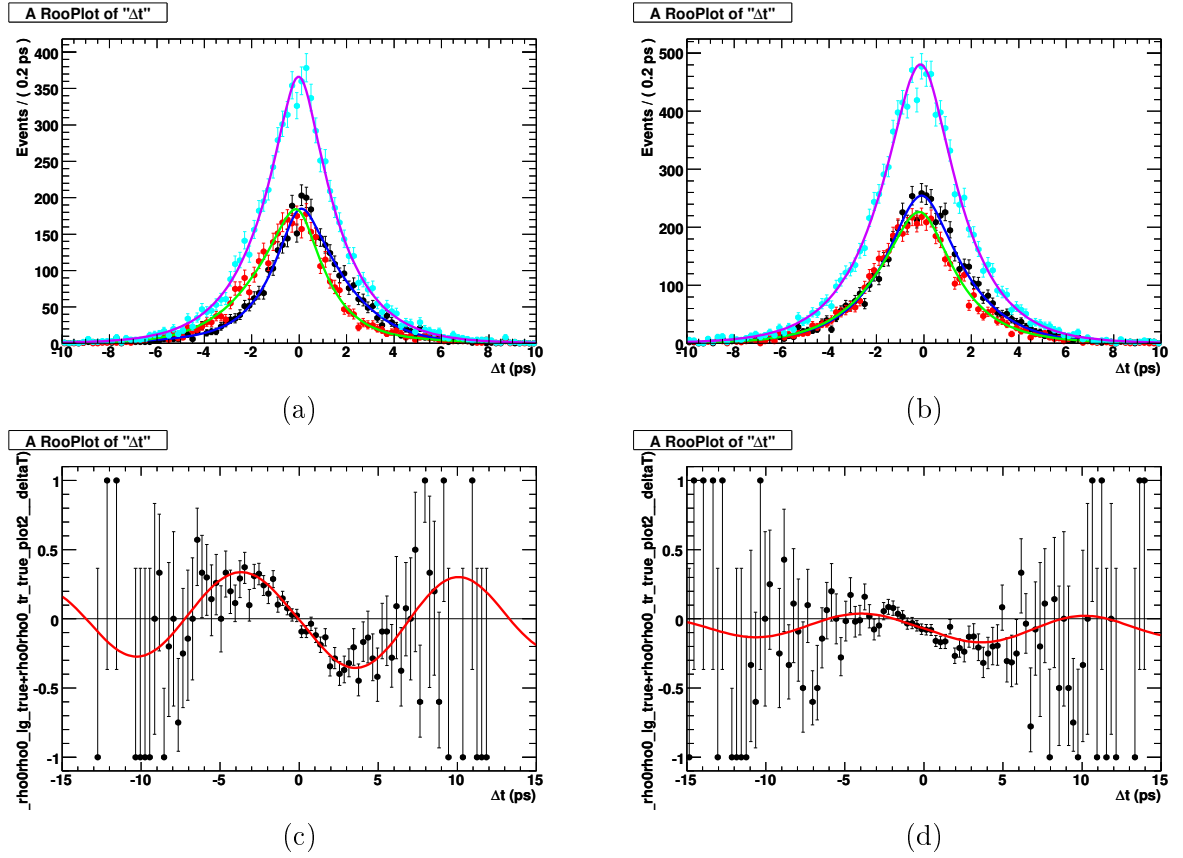 A RooPlot of "Δt"
A RooPlot of "Δt"
Events / ( 0.2 ps )
400
350
300
250
200
150
100
50
0
-10 -8 -6 -4 -2 0 2 4 6 8 10
Δt (ps)
(a)
Events / ( 0.2 ps )
500
400
300
200
100
0
-10 -8 -6 -4 -2 0 2 4 6 8 10
Δt (ps)
(b)
A RooPlot of "Δt"
A RooPlot of "Δt"
_rho0rho0_lg_true+rho0rho0_tr_true_plot2__deltaT)
1
0.5
0
-0.5
-1
-15 -10 -5 0 5 10 15
Δt (ps)
(c)
_rho0rho0_lg_true+rho0rho0_tr_true_plot2__deltaT)
1
0.5
0
-0.5
-1
-15 -10 -5 0 5 10 15
Δt (ps)
(d)